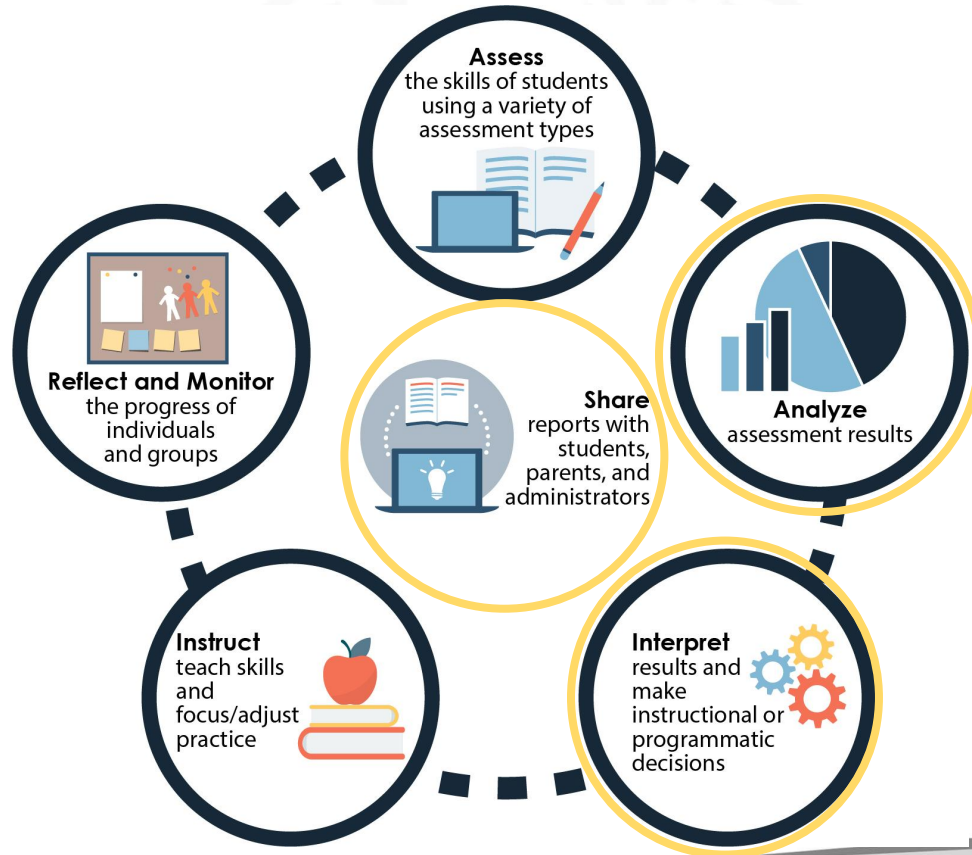 Assess
the skills of students
using a variety of
assessment types
Analyze
assessment results
Reflect and Monitor
the progress of
individuals
and groups
Share
reports with
students,
parents, and
administrators
Instruct
teach skills
and
focus/adjust
practice
Interpret
results and
make
instructional or
programmatic
decisions